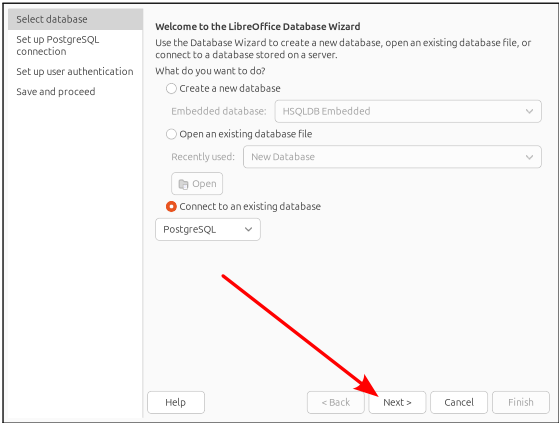 Select database
Set up PostgreSQL
connection
Set up user authentication
Save and proceed
Welcome to the LibreOffice Database Wizard
Use the Database Wizard to create a new database, open an existing database file, or
connect to a database stored on a server.
What do you want to do?
Create a new database
Embedded database: HSQLDB Embedded
Open an existing database file
Recently used: New Database
Open
Connect to an existing database
PostgreSQL
Help < Back Next > Cancel Finish